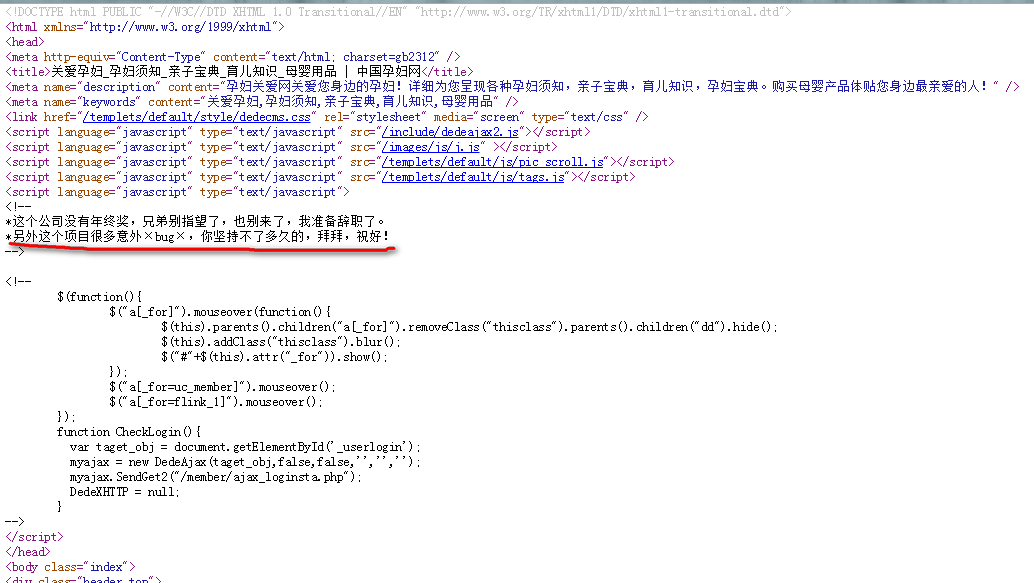 <!DOCTYPE html PUBLIC "-//W3C//DTD XHTML 1.0 Transitional//EN" "http://www.w3.org/TR/xhtml1/DTD/xhtml1-transitional.dtd">
<html xmlns="http://www.w3.org/1999/xhtml">
<head>
<meta http-equiv="Content-Type" content="text/html; charset=gb2312" />
<title>关爱孕妇_孕妇须知_亲子宝典_育儿知识_母婴用品 | 中国孕妇网</title>
<meta name="description" content="孕妇关爱网关爱您身边的孕妇！详细为您呈现各种孕妇须知，亲子宝典，育儿知识，孕妇宝典。购买母婴产品体贴您身边最亲爱的人！" />
<meta name="keywords" content="关爱孕妇,孕妇须知,亲子宝典,育儿知识,母婴用品" />
<link href="/templets/default/style/dedecms.css" rel="stylesheet" media="screen" type="text/css" />
<script language="javascript" type="text/javascript" src="/include/dedeajax2.js"></script>
<script language="javascript" type="text/javascript" src="/images/js/j.js" ></script>
<script language="javascript" type="text/javascript" src="/templets/default/js/pic_scroll.js"></script>
<script language="javascript" type="text/javascript" src="/templets/default/js/tags.js"></script>
<script language="javascript" type="text/javascript">
<!--
*这个公司没有年终奖，兄弟别指望了，也别来了，我准备辞职了。
*另外这个项目很多意外×bug×，你坚持不了多久的，拜拜，祝好！
-->
<!--
$(function(){
$("a[_for]").mouseover(function(){
$(this).parents().children("a[_for]").removeClass("thisclass").parents().children("dd").hide();
$(this).addClass("thisclass").blur();
$("#"+$(this).attr("_for")).show();
});
$("a[_for=uc_member]").mouseover();
$("a[_for=flink_1]").mouseover();
});
function CheckLogin(){
var taget_obj = document.getElementById('_userlogin');
myajax = new DedeAjax(taget_obj,false,false,'','','');
myajax.SendGet2("/member/ajax_loginsta.php");
DedeXHTTP = null;
}
-->
</script>
</head>
<body class="index">
<div class="header_top">